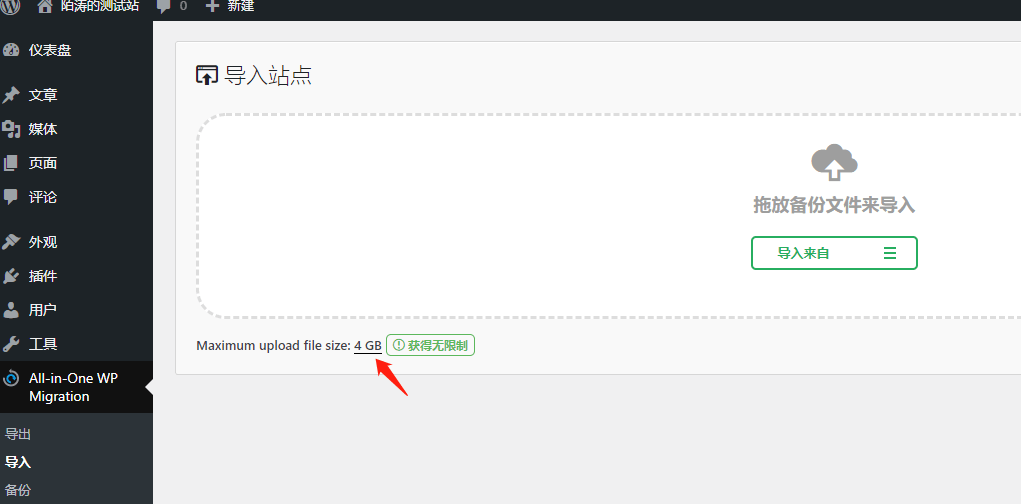 陌涛的测试站 0 新建
仪表盘
文章
媒体
页面
评论
外观
插件
用户
工具
All-in-One WP
Migration
导出
导入
备份
导入站点
拖放备份文件来导入
导入来自
Maximum upload file size: 4 GB 获得无限制